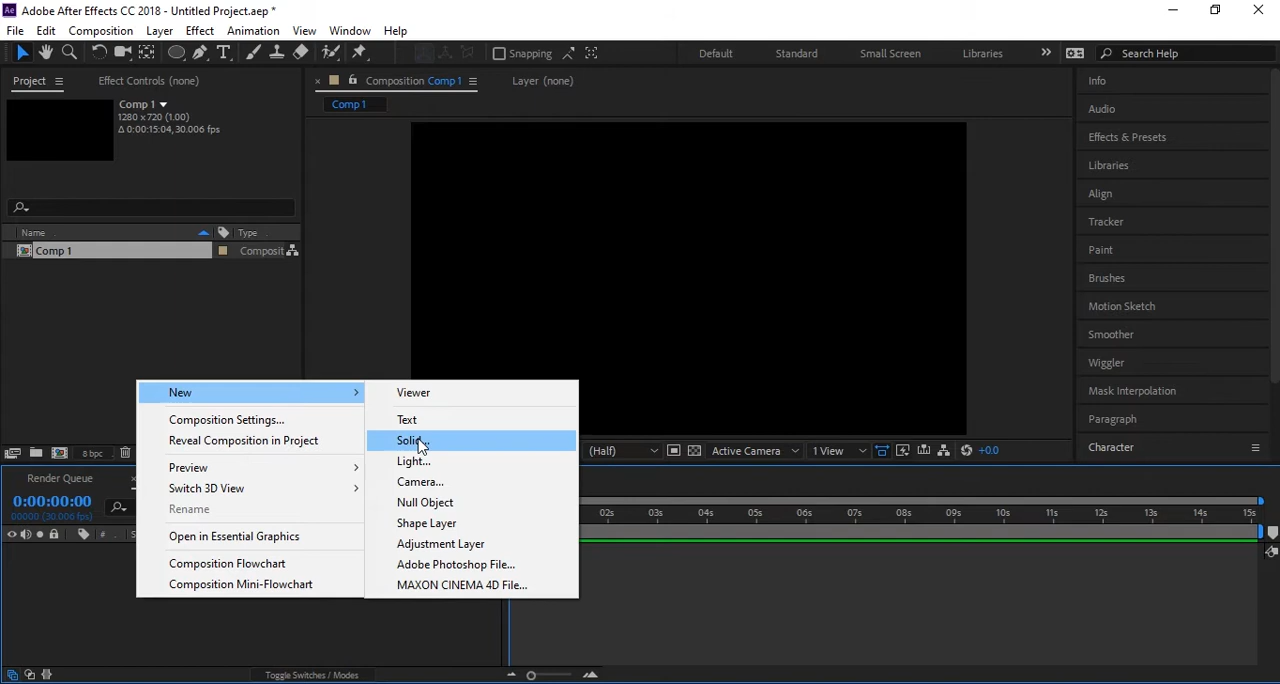 Ae Adobe After Effects CC 2018 - Untitled Project.aep *
File Edit Composition Layer Effect Animation View Window Help
Snapping Default Standard Small Screen Libraries » Search Help
Project Effect Controls (none) × Composition Comp 1 Layer (none) Info
Comp 1 Comp 1
1280 x 720 (1.00)
Δ 0:00:15:04, 30.006 fps
Audio
Effects & Presets
Libraries
Align
Tracker
Paint
Brushes
Motion Sketch
Smoother
Wiggler
Mask Interpolation
Paragraph
Character
Name Type
Comp 1 Composit
New
Composition Settings...
Reveal Composition in Project
Preview
Switch 3D View
Rename
Open in Essential Graphics
Composition Flowchart
Composition Mini-Flowchart
Viewer
Text
Light...
Camera...
Null Object
Shape Layer
Adjustment Layer
Adobe Photoshop File...
MAXON CINEMA 4D File...
8 bpc (Half) Active Camera 1 View +0.0
Render Queue ×
0:00:00:00
00000 (30.006 fps)
02s 03s 04s 05s 06s 07s 08s 09s 10s 11s 12s 13s 14s 15s
# S
Toggle Switches / Modes